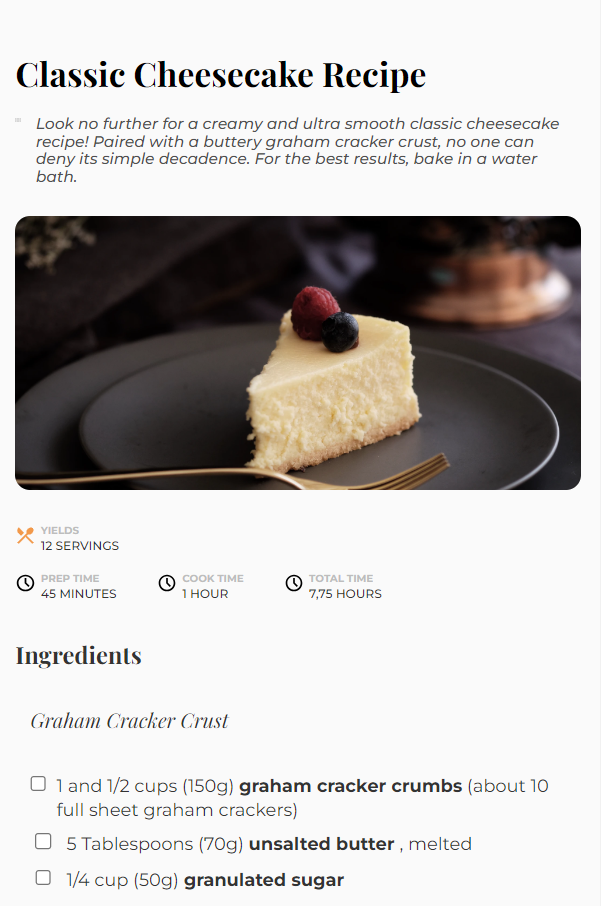 Classic Cheesecake Recipe
Look no further for a creamy and ultra smooth classic cheesecake
recipe! Paired with a buttery graham cracker crust, no one can
deny its simple decadence. For the best results, bake in a water
bath.
YIELDS
12 SERVINGS
PREP TIME
45 MINUTES
COOK TIME
1 HOUR
TOTAL TIME
7,75 HOURS
Ingredients
Graham Cracker Crust
1 and 1/2 cups (150g) graham cracker crumbs (about 10
full sheet graham crackers)
5 Tablespoons (70g) unsalted butter , melted
1/4 cup (50g) granulated sugar